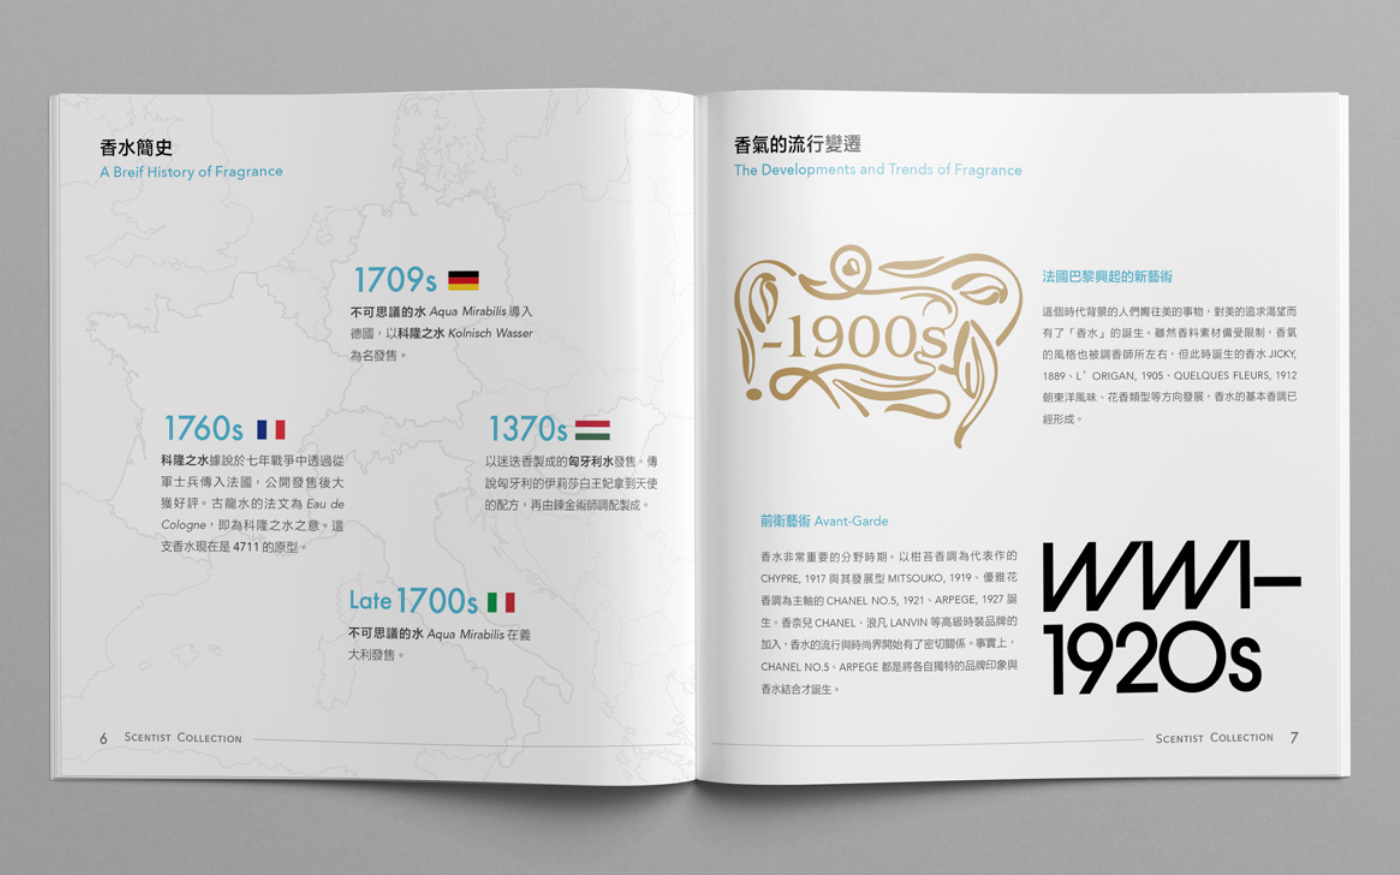 香水簡史
A Breif History of Fragrance
1709s
不可思議的水 Aqua Mirabilis 導入
德國，以科隆之水 Kolnisch Wasser
為名發售。
1760s
科隆之水據說於七年戰爭中透過從
軍士兵傳入法國，公開發售後大
獲好評。古龍水的法文為 Eau de
Cologne，即為科隆之水之意。這
支香水現在是 4711 的原型。
1370s
以迷迭香製成的匈牙利水發售。傳
說匈牙利的伊莉莎白王妃拿到天使
的配方，再由鍊金術師調配製成。
Late 1700s
不可思議的水 Aqua Mirabilis 在義
大利發售。
6 SCENTIST COLLECTION
香氣的流行變遷
The Developments and Trends of Fragrance
-1900s
法國巴黎興起的新藝術
這個時代背景的人們嚮往美的事物，對美的追求渴望而
有了「香水」的誕生。雖然香料素材備受限制，香氣
的風格也被調香師所左右，但此時誕生的香水 JICKY,
1889、L’ORIGAN, 1905、QUELQUES FLEURS, 1912
朝東洋風味、花香類型等方向發展，香水的基本香調已
經形成。
前衛藝術 Avant-Garde
香水非常重要的分野時期。以柑苔香調為代表作的
CHYPRE, 1917 與其發展型 MITSOUKO, 1919、優雅花
香調為主軸的 CHANEL NO.5, 1921、ARPEGE, 1927 誕
生。香奈兒 CHANEL、浪凡 LANVIN 等高級時裝品牌的
加入，香水的流行與時尚界開始有了密切關係。事實上，
CHANEL NO.5、ARPEGE 都是將各自獨特的品牌印象與
香水結合才誕生。
WWI-
1920s
SCENTIST COLLECTION 7